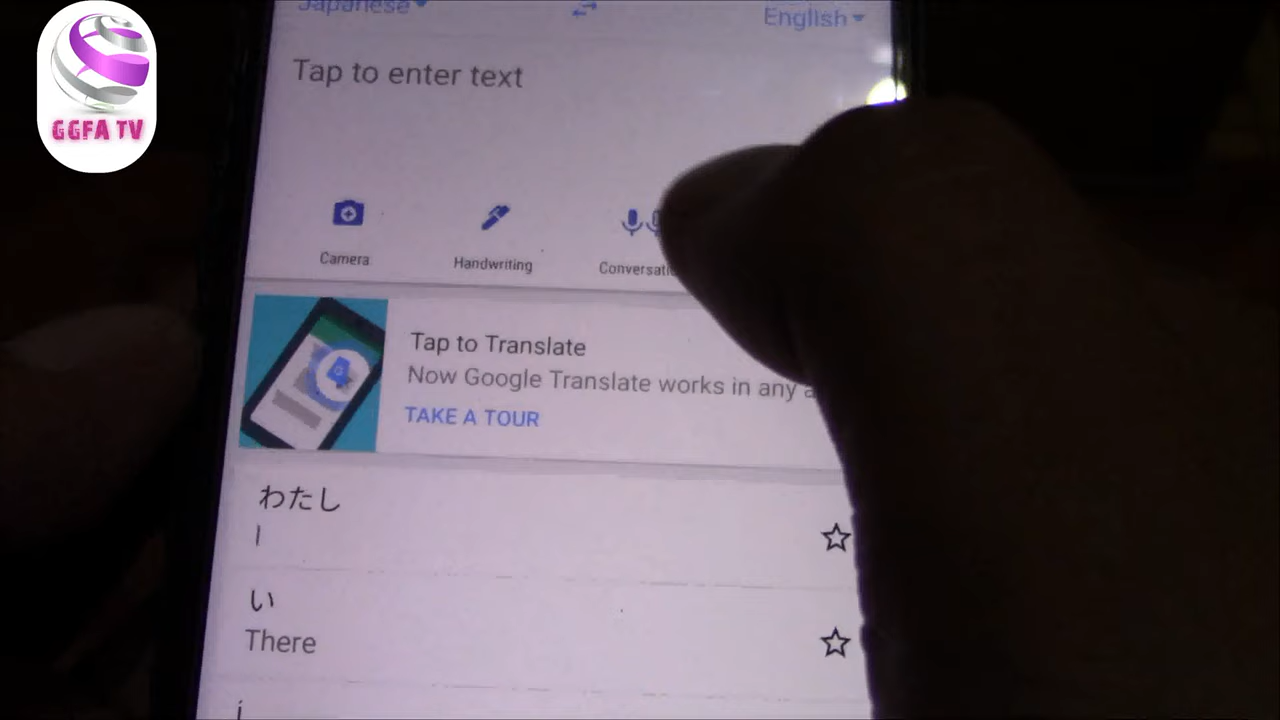 GGFA TV
Japanese
English
Tap to enter text
Camera
Handwriting
Tap to Translate
Now Google Translate works in any
TAKE A TOUR
わたし
I
い
There